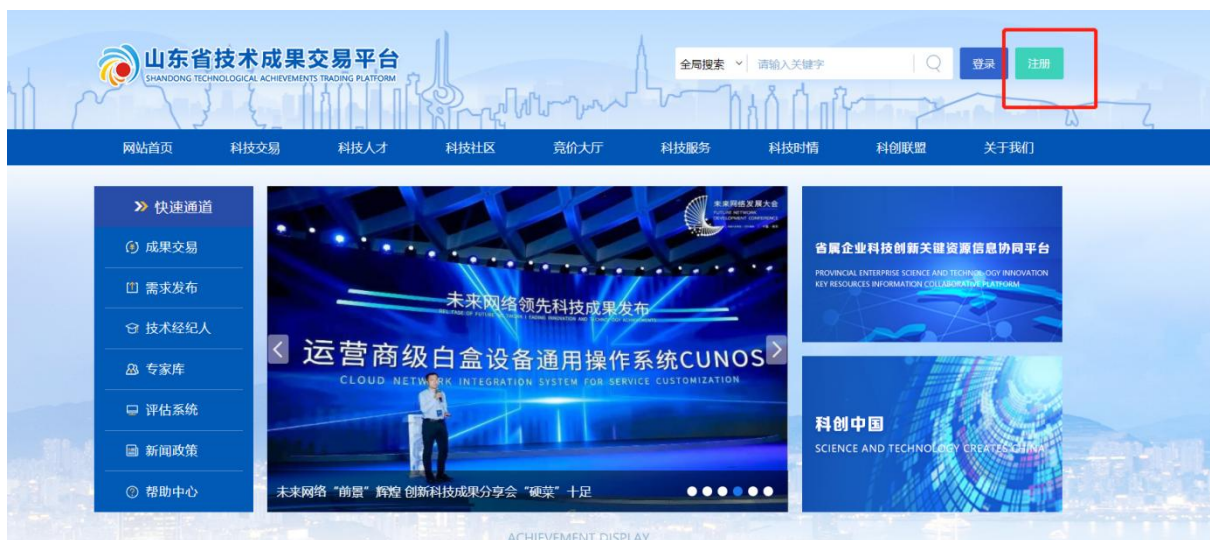 山东省技术成果交易平台
SHANDONG TECHNOLOGICAL ACHIEVEMENTS TRADING PLATFORM
全局搜索 请输入关键字 登录 注册
网站首页 科技交易 科技人才 科技社区 竞价大厅 科技服务 科技时情 科创联盟 关于我们
快速通道
成果交易
需求发布
技术经纪人
专家库
评估系统
新闻政策
帮助中心
未来网络发展大会
FUTURE NETWORK
DEVELOPMENT CONFERENCE
未来网络领先科技成果发布
运营商级白盒设备通用操作系统CUNOS
CLOUD NETWORK INTEGRATION SYSTEM FOR SERVICE CUSTOMIZATION
未来网络“前景”辉煌 创新科技成果分享会“硬菜”十足
省属企业科技创新关键资源信息协同平台
PROVINCIAL ENTERPRISE SCIENCE AND TECHNOL-OGY INNOVATION
KEY RESOURCES INFORMATION COLLABORATIVE PLATFORM
科创中国
SCIENCE AND TECHNOLOGY CREATES CHINA
ACHIEVEMENT DISPLAY